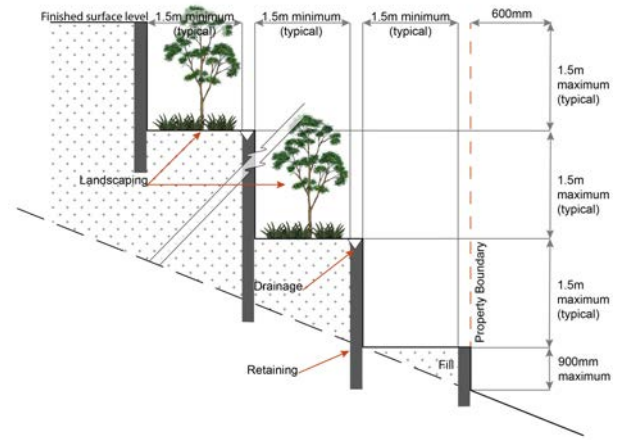 Finished surface level
1.5m minimum
(typical)
1.5m minimum
(typical)
1.5m minimum
(typical)
600mm
1.5m
maximum
(typical)
Landscaping
1.5m
maximum
(typical)
Drainage
Property Boundary
1.5m
maximum
(typical)
Retaining
Fill
900mm
maximum